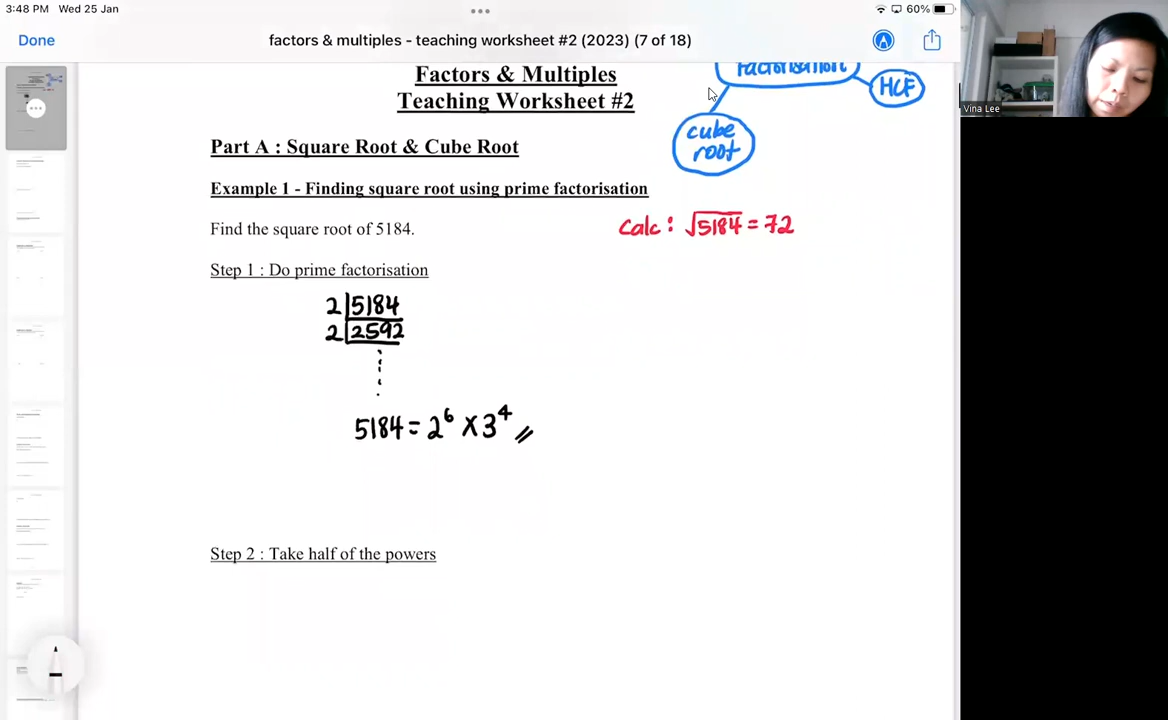 3:48 PM Wed 25 Jan
60%
Done
factors & multiples - teaching worksheet #2 (2023) (7 of 18)
Factors & Multiples
Teaching Worksheet #2
Factorisation
HCF
cube
root
Vina Lee
Part A : Square Root & Cube Root
Example 1 - Finding square root using prime factorisation
Find the square root of 5184.
Calc : √5184 = 72
Step 1 : Do prime factorisation
2 5184
2 2592
5184 = 2⁶ × 3⁴
Step 2 : Take half of the powers